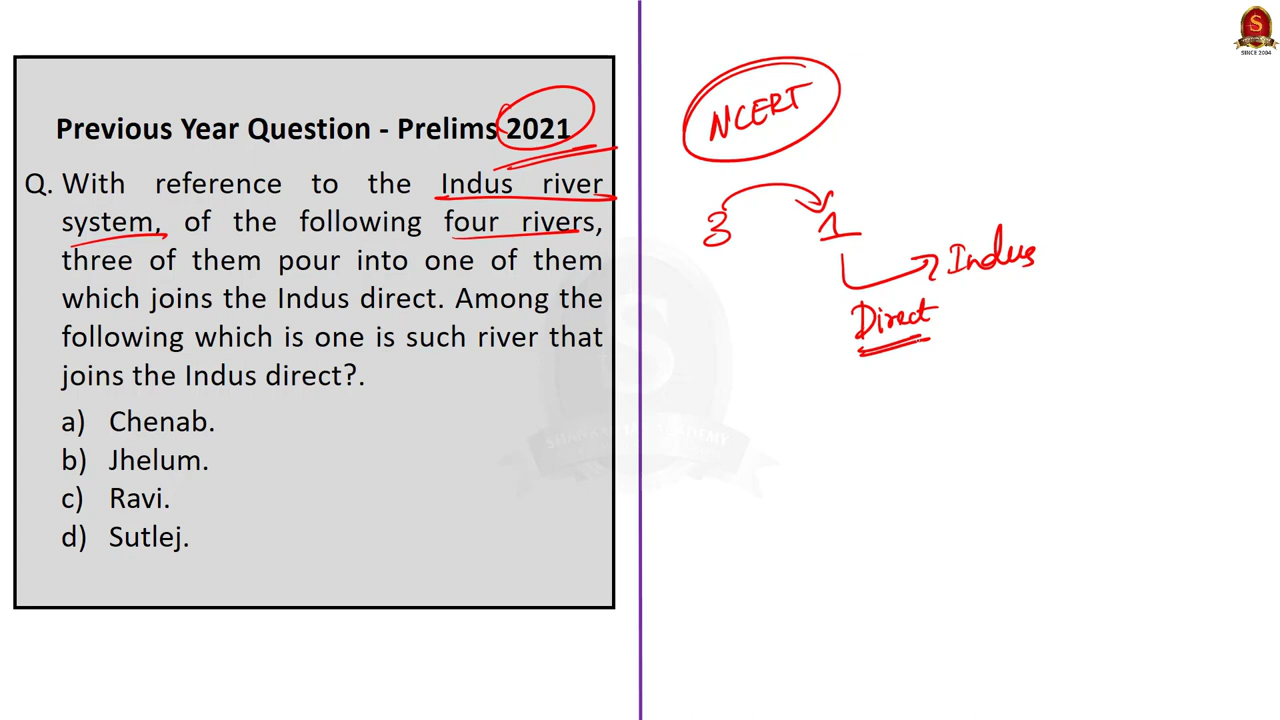 Previous Year Question - Prelims 2021
Q. With reference to the Indus river
system, of the following four rivers,
three of them pour into one of them
which joins the Indus direct. Among the
following which is one is such river that
joins the Indus direct?.
a) Chenab.
b) Jhelum.
c) Ravi.
d) Sutlej.
NCERT
3 1
Indus
Direct
S
SINCE 2004